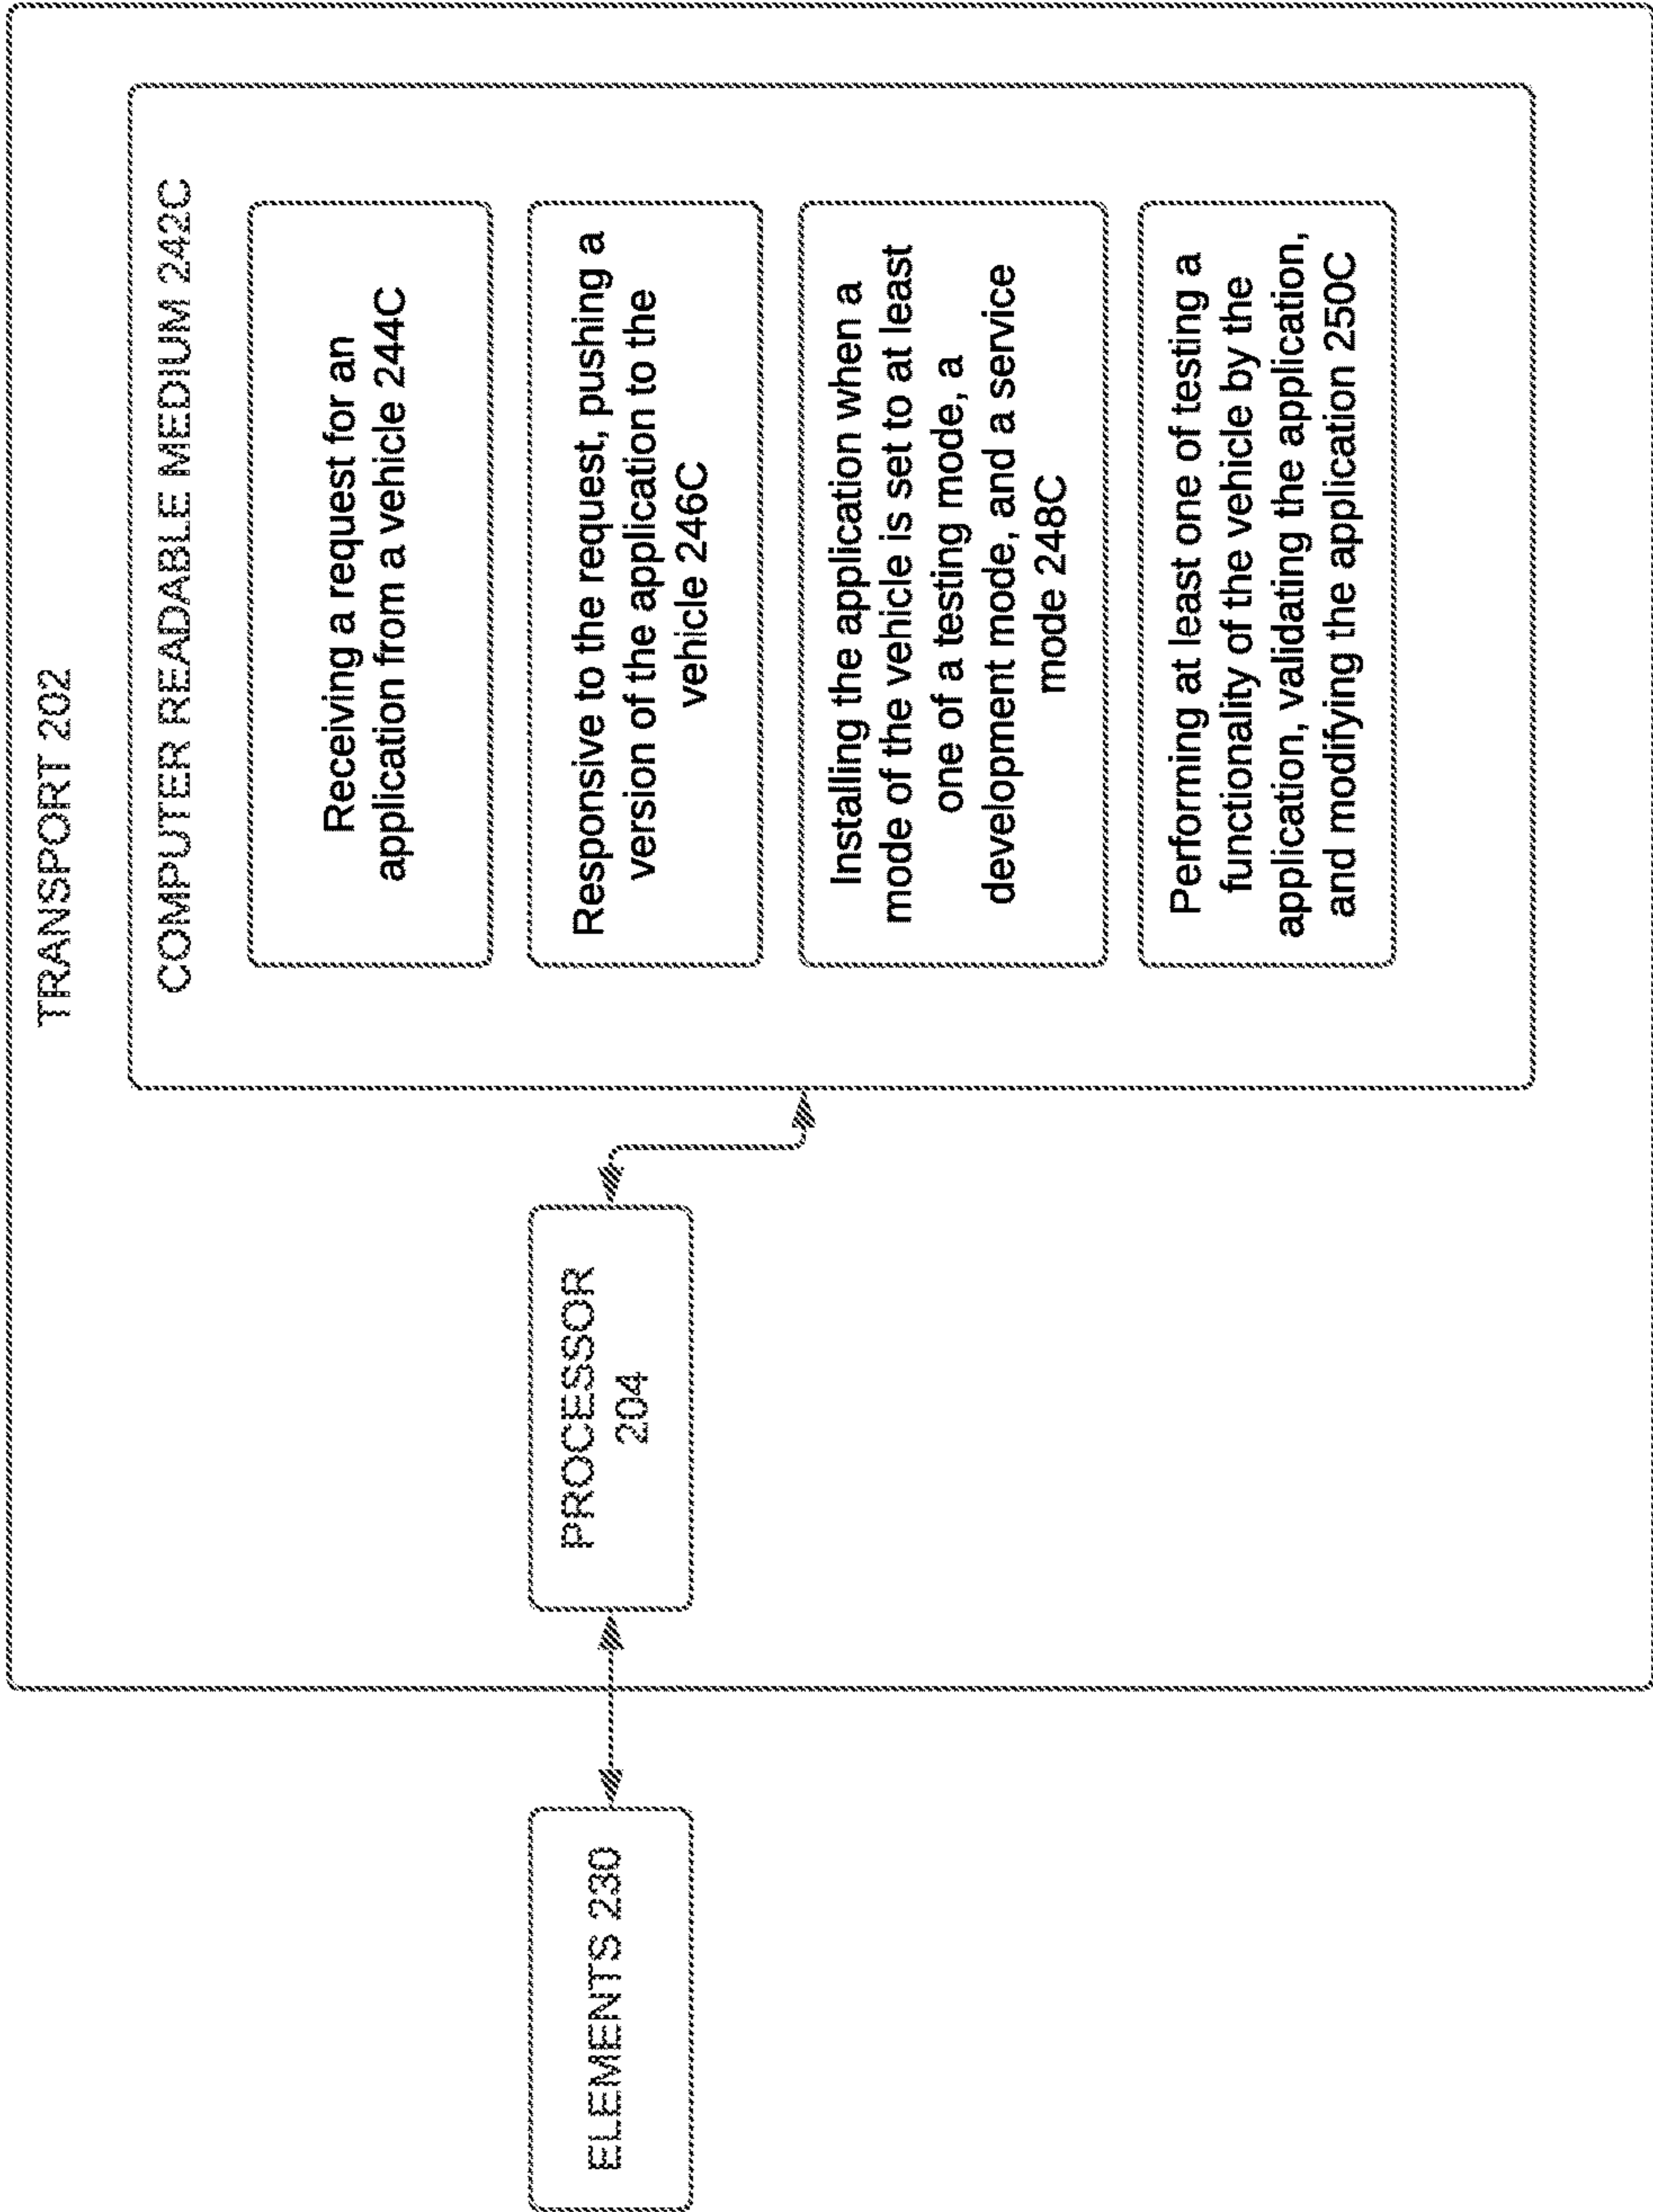 TRANSPORT 202
COMPUTER READABLE MEDIUM 242C
Receiving a request for an
application from a vehicle 244C
Responsive to the request, pushing a
version of the application to the
vehicle 246C
Installing the application when a
mode of the vehicle is set to at least
one of a testing mode, a
development mode, and a service
mode 248C
Performing at least one of testing a
functionality of the vehicle by the
application, validating the application,
and modifying the application 250C
PROCESSOR
204
ELEMENTS 230